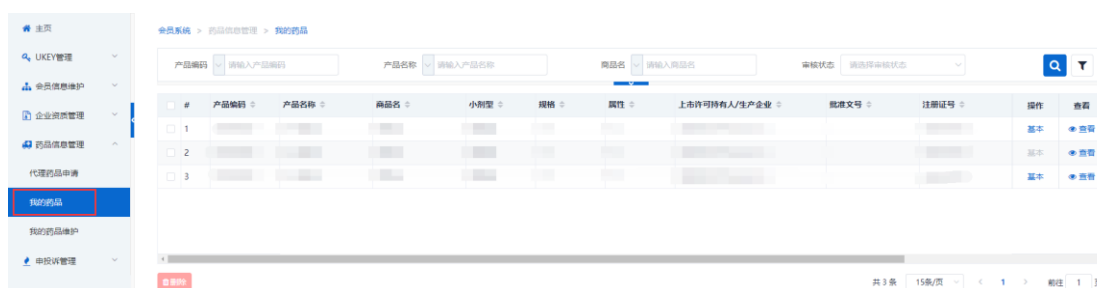 主页
UKEY管理
会员信息维护
企业资质管理
药品信息管理
代理药品申请
我的药品
我的药品维护
申投诉管理
会员系统 > 药品信息管理 > 我的药品
产品编码 请输入产品编码 产品名称 请输入产品名称 商品名 请输入商品名 审核状态 请选择审核状态
# 产品编码 产品名称 商品名 小剂型 规格 属性 上市许可持有人/生产企业 批准文号 注册证号 操作 查看
1 基本 查看
2 基本 查看
3 基本 查看
删除
共 3 条 15条/页 < 1 > 前往 1